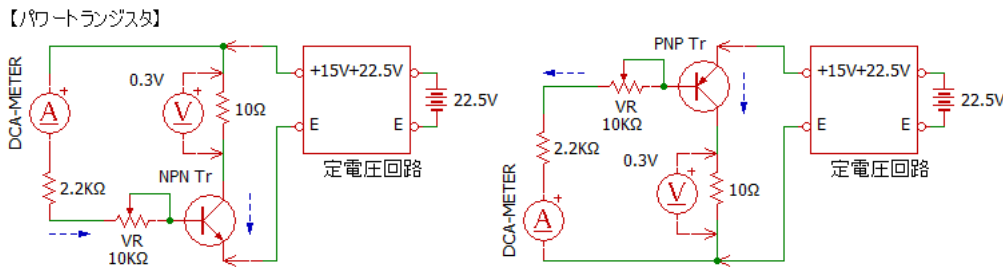 【パワートランジスタ】
DCA-METER
A
+
2.2KΩ
VR
10KΩ
NPN Tr
0.3V
V
+
10Ω
+15V+22.5V
E
E
定電圧回路
22.5V
+
PNP Tr
VR
10KΩ
2.2KΩ
DCA-METER
A
+
0.3V
V
+
10Ω
+15V+22.5V
E
E
定電圧回路
22.5V
+